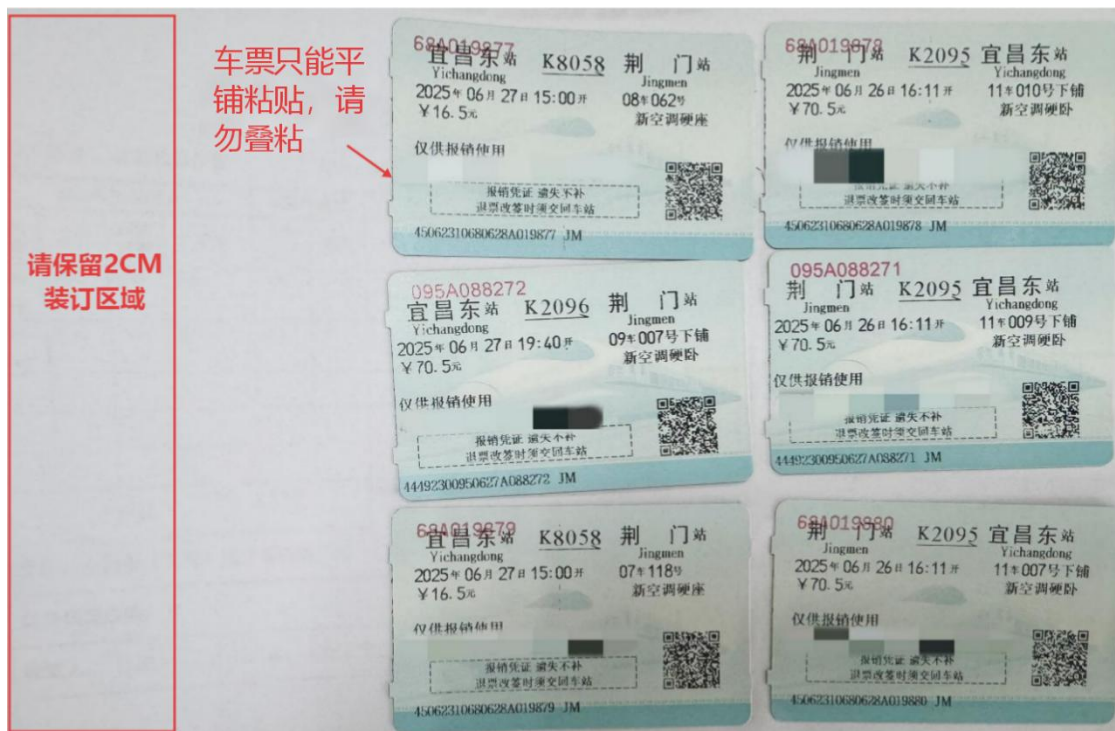 请保留2CM
装订区域
车票只能平
铺粘贴，请
勿叠粘
68A019877
宜昌东站 K8058 荆 门站
Yichangdong Jingmen
2025年06月27日15:00开 08车062号
￥16.5元 新空调硬座
仅供报销使用
报销凭证 遗失不补
退票改签时须交回车站
45062310680628A019877 JM
68A019878
荆 门站 K2095 宜昌东站
Jingmen Yichangdong
2025年06月26日16:11开 11车010号下铺
￥70.5元 新空调硬卧
仅供报销使用
报销凭证 遗失不补
退票改签时须交回车站
45062310680628A019878 JM
095A088272
宜昌东站 K2096 荆 门站
Yichangdong Jingmen
2025年06月27日19:40开 09车007号下铺
￥70.5元 新空调硬卧
仅供报销使用
报销凭证 遗失不补
退票改签时须交回车站
44492300950627A088272 JM
095A088271
荆 门站 K2095 宜昌东站
Jingmen Yichangdong
2025年06月26日16:11开 11车009号下铺
￥70.5元 新空调硬卧
仅供报销使用
报销凭证 遗失不补
退票改签时须交回车站
44492300950627A088271 JM
68A019879
宜昌东站 K8058 荆 门站
Yichangdong Jingmen
2025年06月27日15:00开 07车118号
￥16.5元 新空调硬座
仅供报销使用
报销凭证 遗失不补
退票改签时须交回车站
45062310680628A019879 JM
68A019880
荆 门站 K2095 宜昌东站
Jingmen Yichangdong
2025年06月26日16:11开 11车007号下铺
￥70.5元 新空调硬卧
仅供报销使用
报销凭证 遗失不补
退票改签时须交回车站
45062310680628A019880 JM